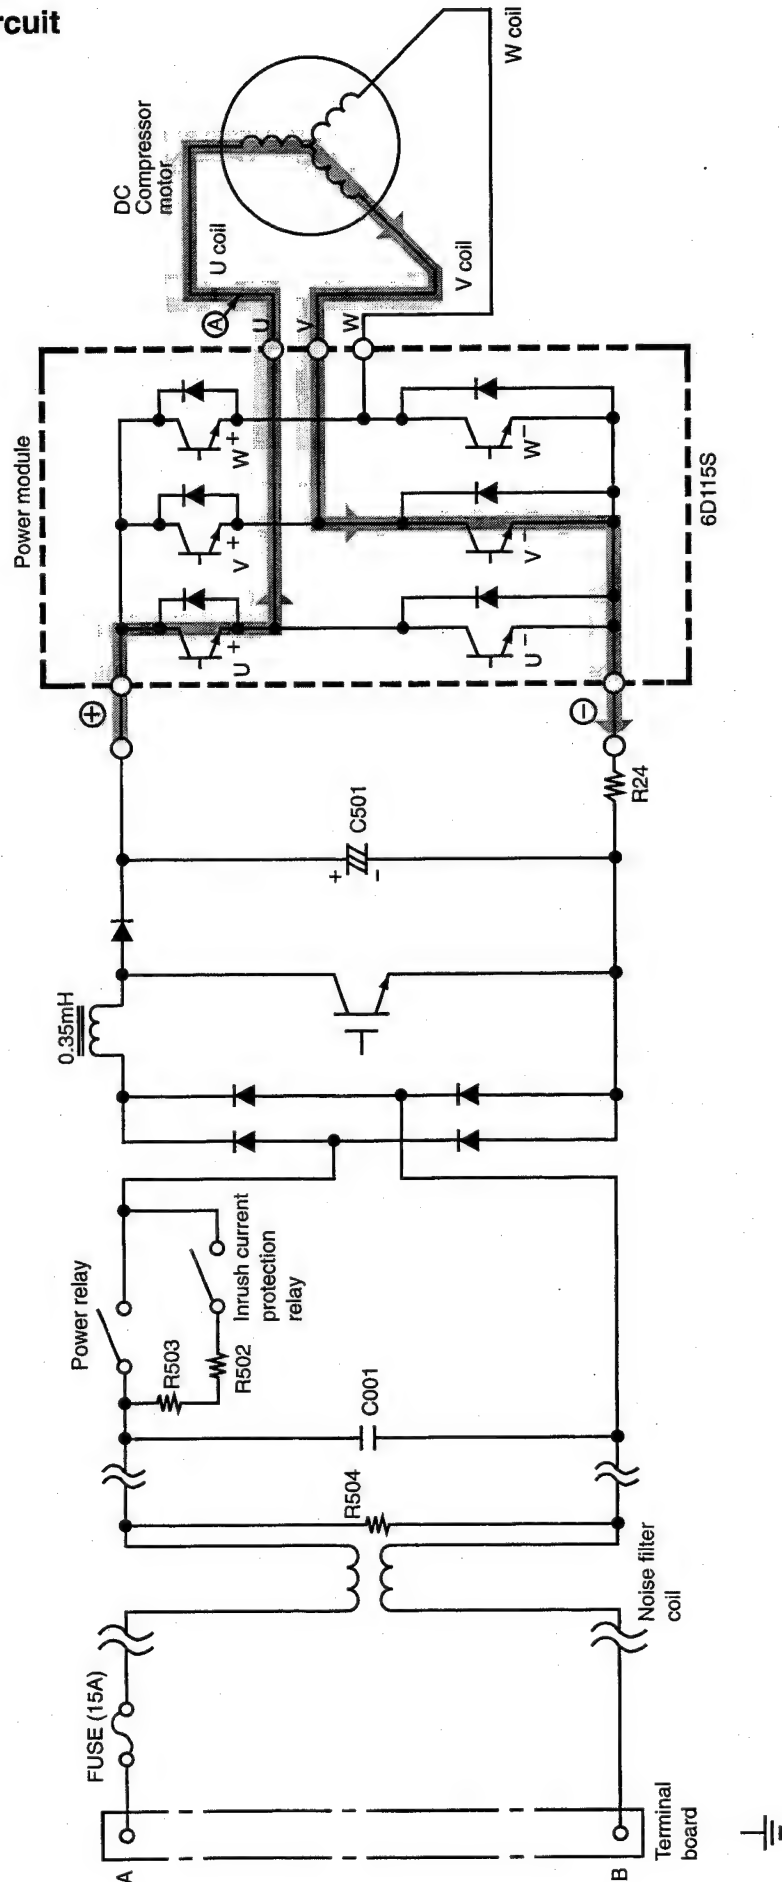 rcuit
A
B
Terminal
board
FUSE (15A)
Noise filter
coil
R504
C001
R503
R502
Power relay
Inrush current
protection
relay
0.35mH
+
-
C501
R24
+
−
Power module
U+
V+
W+
U−
V−
W−
6D115S
U
V
W
A
U coil
V coil
W coil
DC
Compressor
motor